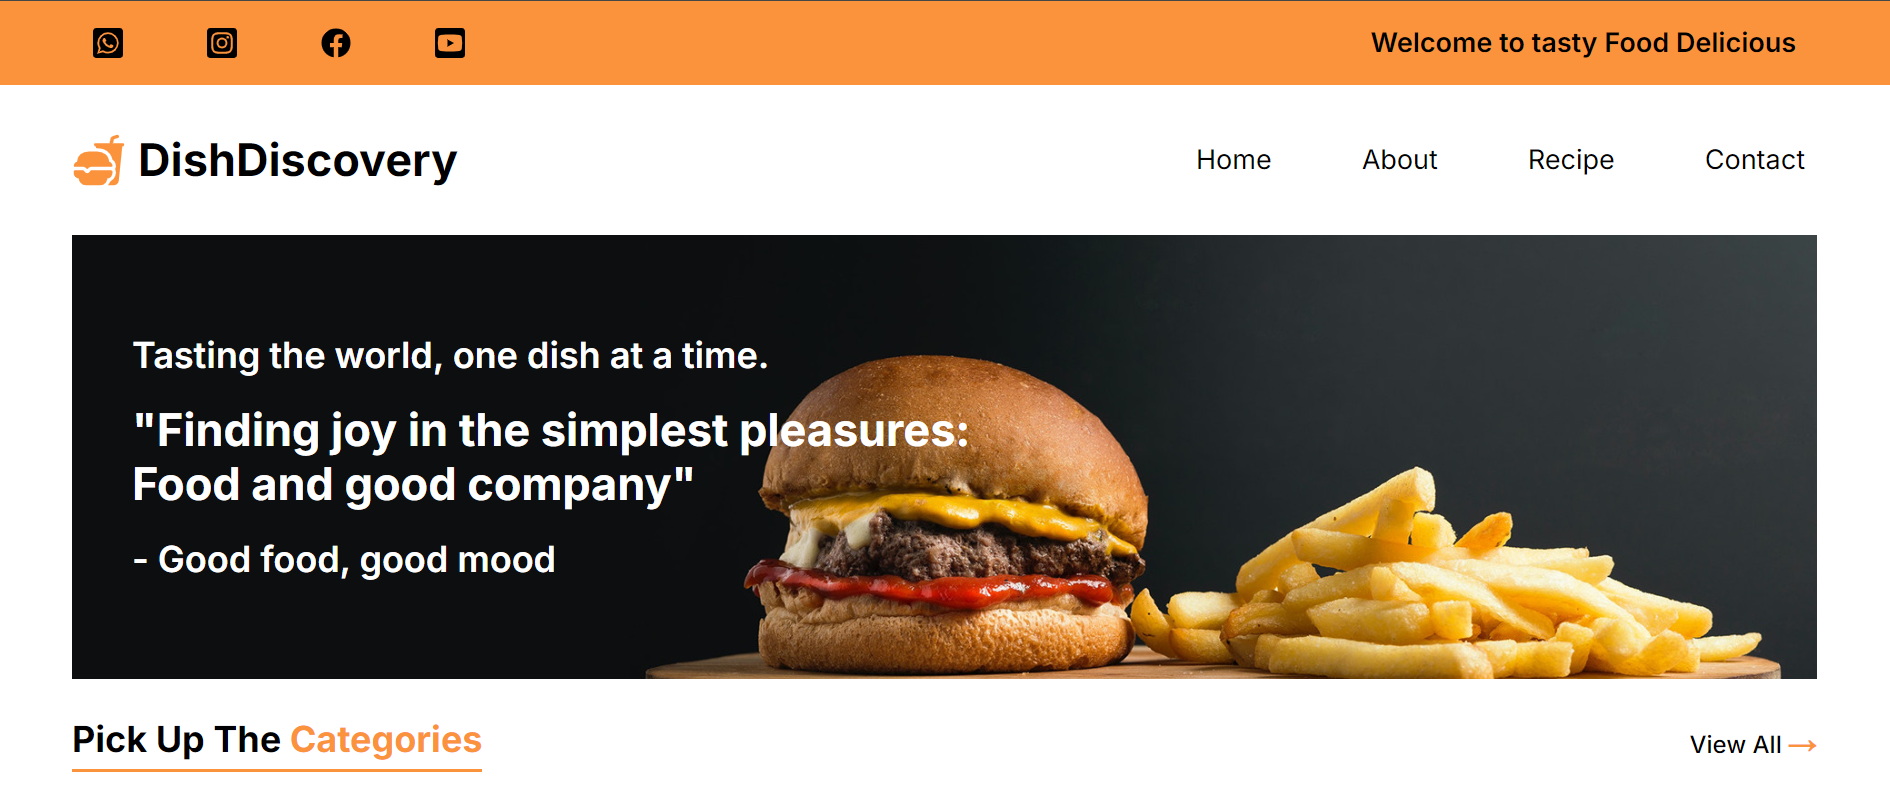 Welcome to tasty Food Delicious
DishDiscovery
Home
About
Recipe
Contact
Tasting the world, one dish at a time.
"Finding joy in the simplest pleasures:
Food and good company"
- Good food, good mood
Pick Up The Categories
View All →